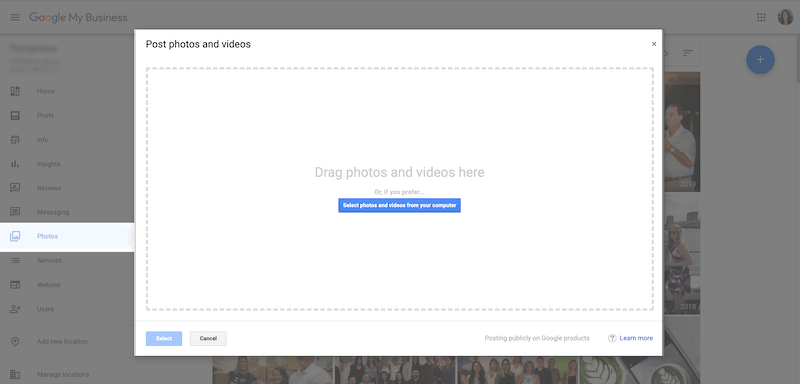 Google My Business
Post photos and videos
×
Home
Posts
Info
Insights
Reviews
Messaging
Photos
Services
Website
Users
Add new location
Manage locations
Drag photos and videos here
Or, if you prefer...
Select photos and videos from your computer
Select
Cancel
Posting publicly on Google products
? Learn more
+
2019
2018